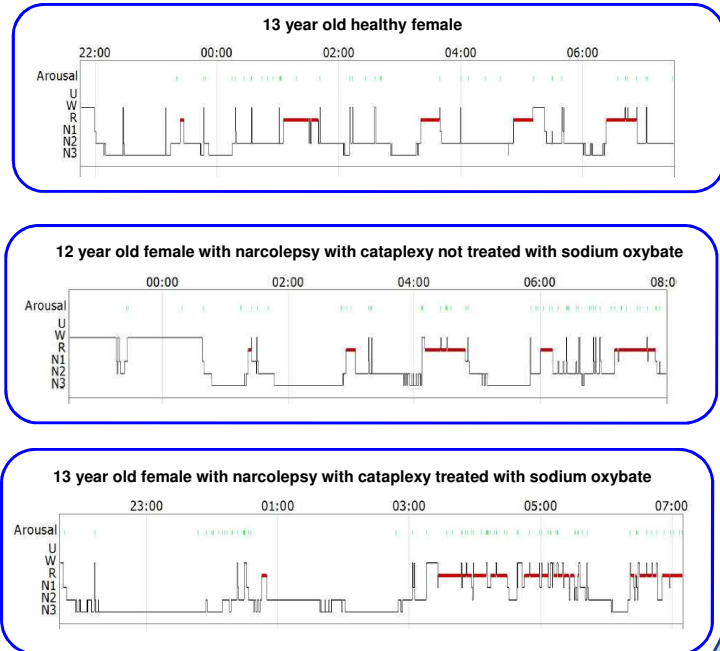 13 year old healthy female
22:00 00:00 02:00 04:00 06:00
Arousal
U
W
R
N1
N2
N3
12 year old female with narcolepsy with cataplexy not treated with sodium oxybate
00:00 02:00 04:00 06:00 08:0
Arousal
U
W
R
N1
N2
N3
13 year old female with narcolepsy with cataplexy treated with sodium oxybate
23:00 01:00 03:00 05:00 07:00
Arousal
U
W
R
N1
N2
N3